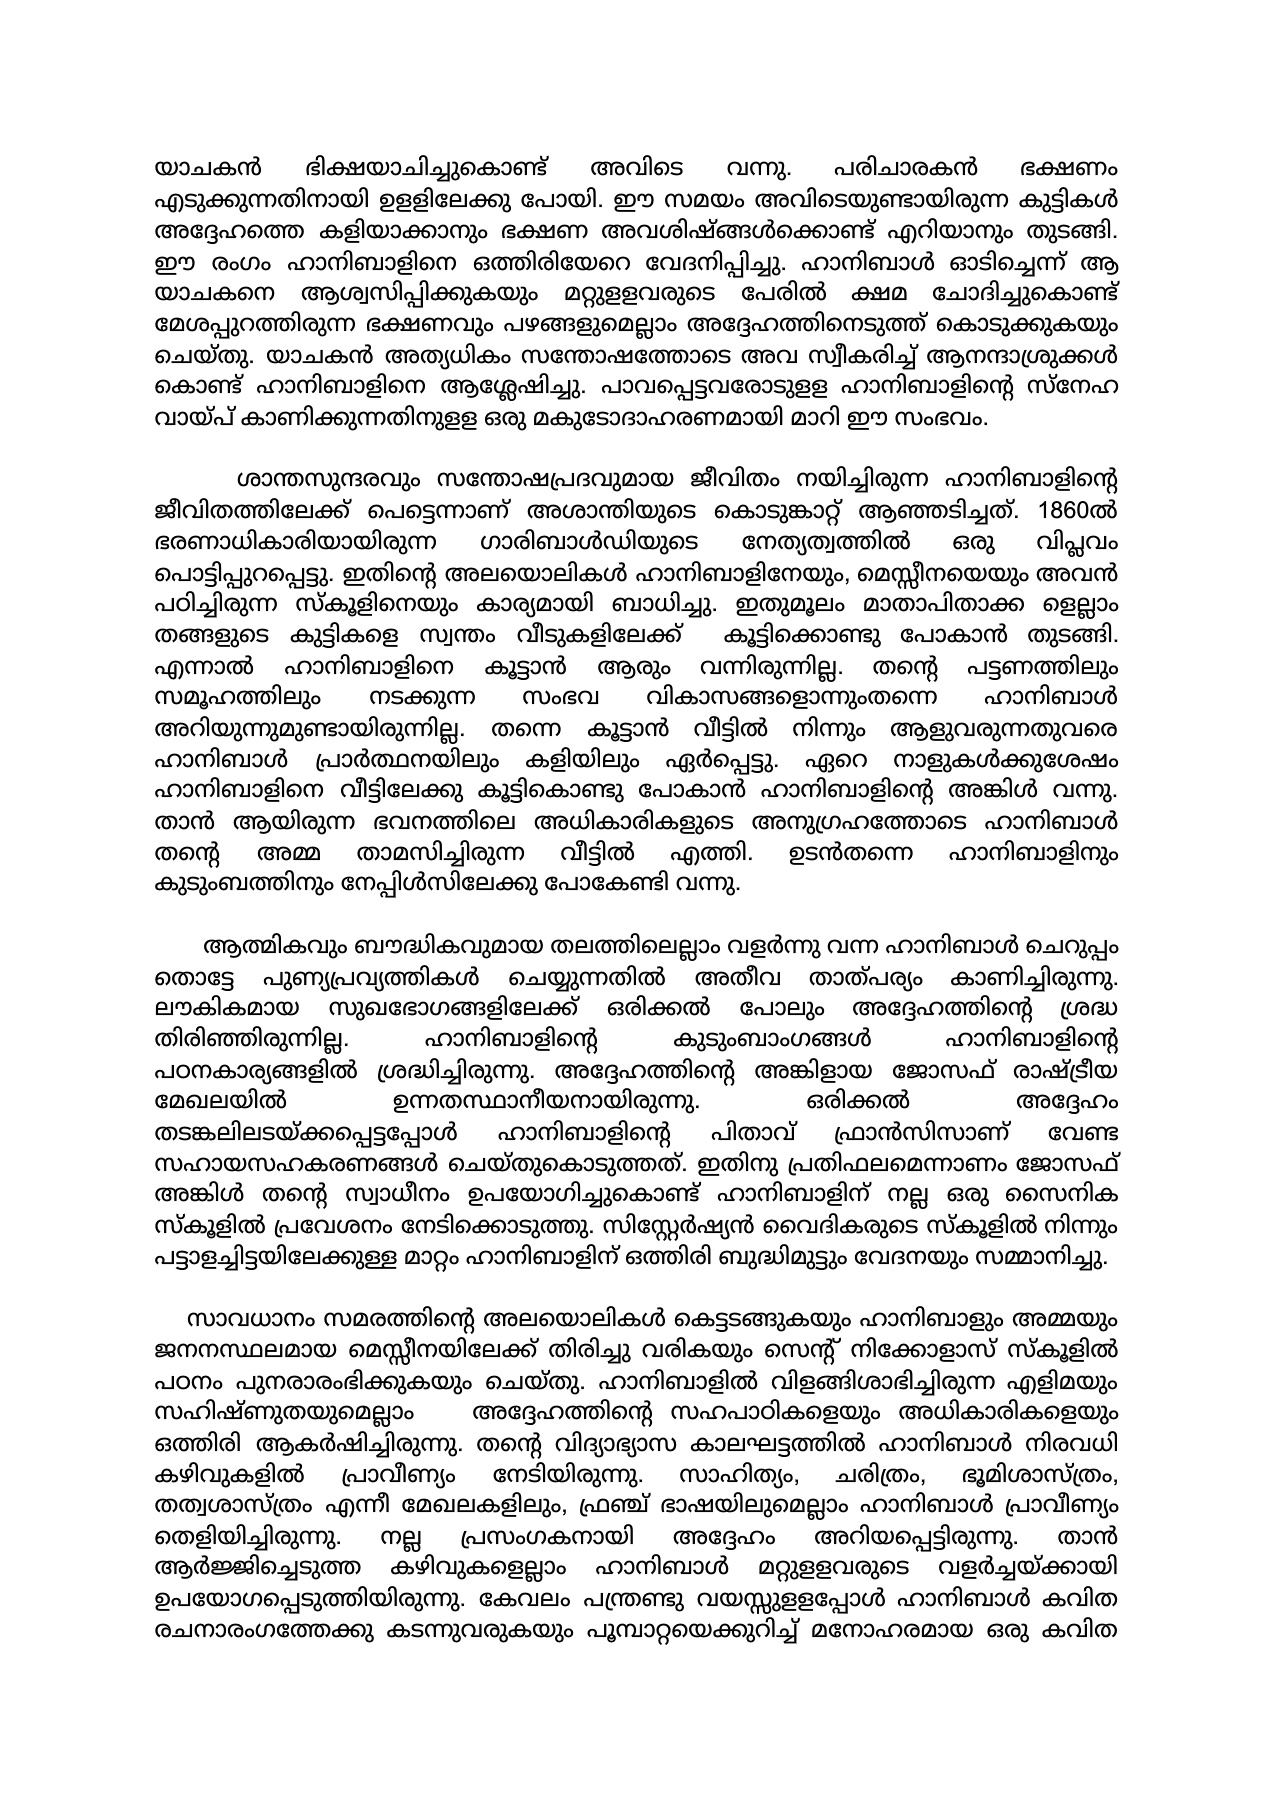 യാചകൻ ഭിക്ഷയാചിച്ചുകൊണ്ട് അവിടെ വന്നു. പരിചാരകൻ ഭക്ഷണം
എടുക്കുന്നതിനായി ഉളളിലേക്കു പോയി. ഈ സമയം അവിടെയുണ്ടായിരുന്ന കുട്ടികൾ
അദ്ദേഹത്തെ കളിയാക്കാനും ഭക്ഷണ അവശിഷ്ങ്ങൾക്കൊണ്ട് എറിയാനും തുടങ്ങി.
ഈ രംഗം ഹാനിബാളിനെ ഒത്തിരിയേറെ വേദനിപ്പിച്ചു. ഹാനിബാൾ ഓടിച്ചെന്ന് ആ
യാചകനെ ആശ്വസിപ്പിക്കുകയും മറ്റുളളവരുടെ പേരിൽ ക്ഷമ ചോദിച്ചുകൊണ്ട്
മേശപ്പുറത്തിരുന്ന ഭക്ഷണവും പഴങ്ങളുമെല്ലാം അദ്ദേഹത്തിനെടുത്ത് കൊടുക്കുകയും
ചെയ്തു. യാചകൻ അത്യധികം സന്തോഷത്തോടെ അവ സ്വീകരിച്ച് ആനന്ദാശ്രുക്കൾ
കൊണ്ട് ഹാനിബാളിനെ ആശ്ലേഷിച്ചു. പാവപ്പെട്ടവരോടുളള ഹാനിബാളിന്റെ സ്നേഹ
വായ്പ് കാണിക്കുന്നതിനുളള ഒരു മകുടോദാഹരണമായി മാറി ഈ സംഭവം.
ശാന്തസുന്ദരവും സന്തോഷപ്രദവുമായ ജീവിതം നയിച്ചിരുന്ന ഹാനിബാളിന്റെ
ജീവിതത്തിലേക്ക് പെട്ടെന്നാണ് അശാന്തിയുടെ കൊടുങ്കാറ്റ് ആഞ്ഞടിച്ചത്. 1860ൽ
ഭരണാധികാരിയായിരുന്ന ഗാരിബാൾഡിയുടെ നേത്യത്വത്തിൽ ഒരു വിപ്ലവം
പൊട്ടിപ്പുറപ്പെട്ടു. ഇതിന്റെ അലയൊലികൾ ഹാനിബാളിനേയും, മെസ്സീനയെയും അവൻ
പഠിച്ചിരുന്ന സ്കൂളിനെയും കാര്യമായി ബാധിച്ചു. ഇതുമൂലം മാതാപിതാക്ക ളെല്ലാം
തങ്ങളുടെ കുട്ടികളെ സ്വന്തം വീടുകളിലേക്ക് കൂട്ടിക്കൊണ്ടു പോകാൻ തുടങ്ങി.
എന്നാൽ ഹാനിബാളിനെ കൂട്ടാൻ ആരും വന്നിരുന്നില്ല. തന്റെ പട്ടണത്തിലും
സമൂഹത്തിലും നടക്കുന്ന സംഭവ വികാസങ്ങളൊന്നുംതന്നെ ഹാനിബാൾ
അറിയുന്നുമുണ്ടായിരുന്നില്ല. തന്നെ കൂട്ടാൻ വീട്ടിൽ നിന്നും ആളുവരുന്നതുവരെ
ഹാനിബാൾ പ്രാർത്ഥനയിലും കളിയിലും ഏർപ്പെട്ടു. ഏറെ നാളുകൾക്കുശേഷം
ഹാനിബാളിനെ വീട്ടിലേക്കു കൂട്ടികൊണ്ടു പോകാൻ ഹാനിബാളിന്റെ അങ്കിൾ വന്നു.
താൻ ആയിരുന്ന ഭവനത്തിലെ അധികാരികളുടെ അനുഗ്രഹത്തോടെ ഹാനിബാൾ
തന്റെ അമ്മ താമസിച്ചിരുന്ന വീട്ടിൽ എത്തി. ഉടൻതന്നെ ഹാനിബാളിനും
കുടുംബത്തിനും നേപ്പിൾസിലേക്കു പോകേണ്ടി വന്നു.
ആത്മികവും ബൗദ്ധികവുമായ തലത്തിലെല്ലാം വളർന്നു വന്ന ഹാനിബാൾ ചെറുപ്പം
തൊട്ടേ പുണ്യപ്രവ്യത്തികൾ ചെയ്യുന്നതിൽ അതീവ താത്പര്യം കാണിച്ചിരുന്നു.
ലൗകികമായ സുഖഭോഗങ്ങളിലേക്ക് ഒരിക്കൽ പോലും അദ്ദേഹത്തിന്റെ ശ്രദ്ധ
തിരിഞ്ഞിരുന്നില്ല. ഹാനിബാളിന്റെ കുടുംബാംഗങ്ങൾ ഹാനിബാളിന്റെ
പഠനകാര്യങ്ങളിൽ ശ്രദ്ധിച്ചിരുന്നു. അദ്ദേഹത്തിന്റെ അങ്കിളായ ജോസഫ് രാഷ്ട്രീയ
മേഖലയിൽ ഉന്നതസ്ഥാനീയനായിരുന്നു. ഒരിക്കൽ അദ്ദേഹം
തടങ്കലിലടയ്ക്കപ്പെട്ടപ്പോൾ ഹാനിബാളിന്റെ പിതാവ് ഫ്രാൻസിസാണ് വേണ്ട
സഹായസഹകരണങ്ങൾ ചെയ്തുകൊടുത്തത്. ഇതിനു പ്രതിഫലമെന്നാണം ജോസഫ്
അങ്കിൾ തന്റെ സ്വാധീനം ഉപയോഗിച്ചുകൊണ്ട് ഹാനിബാളിന് നല്ല ഒരു സൈനിക
സ്കൂളിൽ പ്രവേശനം നേടിക്കൊടുത്തു. സിസ്റ്റേർഷ്യൻ വൈദികരുടെ സ്കൂളിൽ നിന്നും
പട്ടാളച്ചിട്ടയിലേക്കുള്ള മാറ്റം ഹാനിബാളിന് ഒത്തിരി ബുദ്ധിമുട്ടും വേദനയും സമ്മാനിച്ചു.
സാവധാനം സമരത്തിന്റെ അലയൊലികൾ കെട്ടടങ്ങുകയും ഹാനിബാളും അമ്മയും
ജനനസ്ഥലമായ മെസ്സീനയിലേക്ക് തിരിച്ചു വരികയും സെന്റ് നിക്കോളാസ് സ്കൂളിൽ
പഠനം പുനരാരംഭിക്കുകയും ചെയ്തു. ഹാനിബാളിൽ വിളങ്ങിശാഭിച്ചിരുന്ന എളിമയും
സഹിഷ്ണുതയുമെല്ലാം അദ്ദേഹത്തിന്റെ സഹപാഠികളെയും അധികാരികളെയും
ഒത്തിരി ആകർഷിച്ചിരുന്നു. തന്റെ വിദ്യാഭ്യാസ കാലഘട്ടത്തിൽ ഹാനിബാൾ നിരവധി
കഴിവുകളിൽ പ്രാവീണ്യം നേടിയിരുന്നു. സാഹിത്യം, ചരിത്രം, ഭൂമിശാസ്ത്രം,
തത്വശാസ്ത്രം എന്നീ മേഖലകളിലും, ഫ്രഞ്ച് ഭാഷയിലുമെല്ലാം ഹാനിബാൾ പ്രാവീണ്യം
തെളിയിച്ചിരുന്നു. നല്ല പ്രസംഗകനായി അദ്ദേഹം അറിയപ്പെട്ടിരുന്നു. താൻ
ആർജ്ജിച്ചെടുത്ത കഴിവുകളെല്ലാം ഹാനിബാൾ മറ്റുളളവരുടെ വളർച്ചയ്ക്കായി
ഉപയോഗപ്പെടുത്തിയിരുന്നു. കേവലം പന്ത്രണ്ടു വയസ്സുളളപ്പോൾ ഹാനിബാൾ കവിത
രചനാരംഗത്തേക്കു കടന്നുവരുകയും പൂമ്പാറ്റയെക്കുറിച്ച് മനോഹരമായ ഒരു കവിത